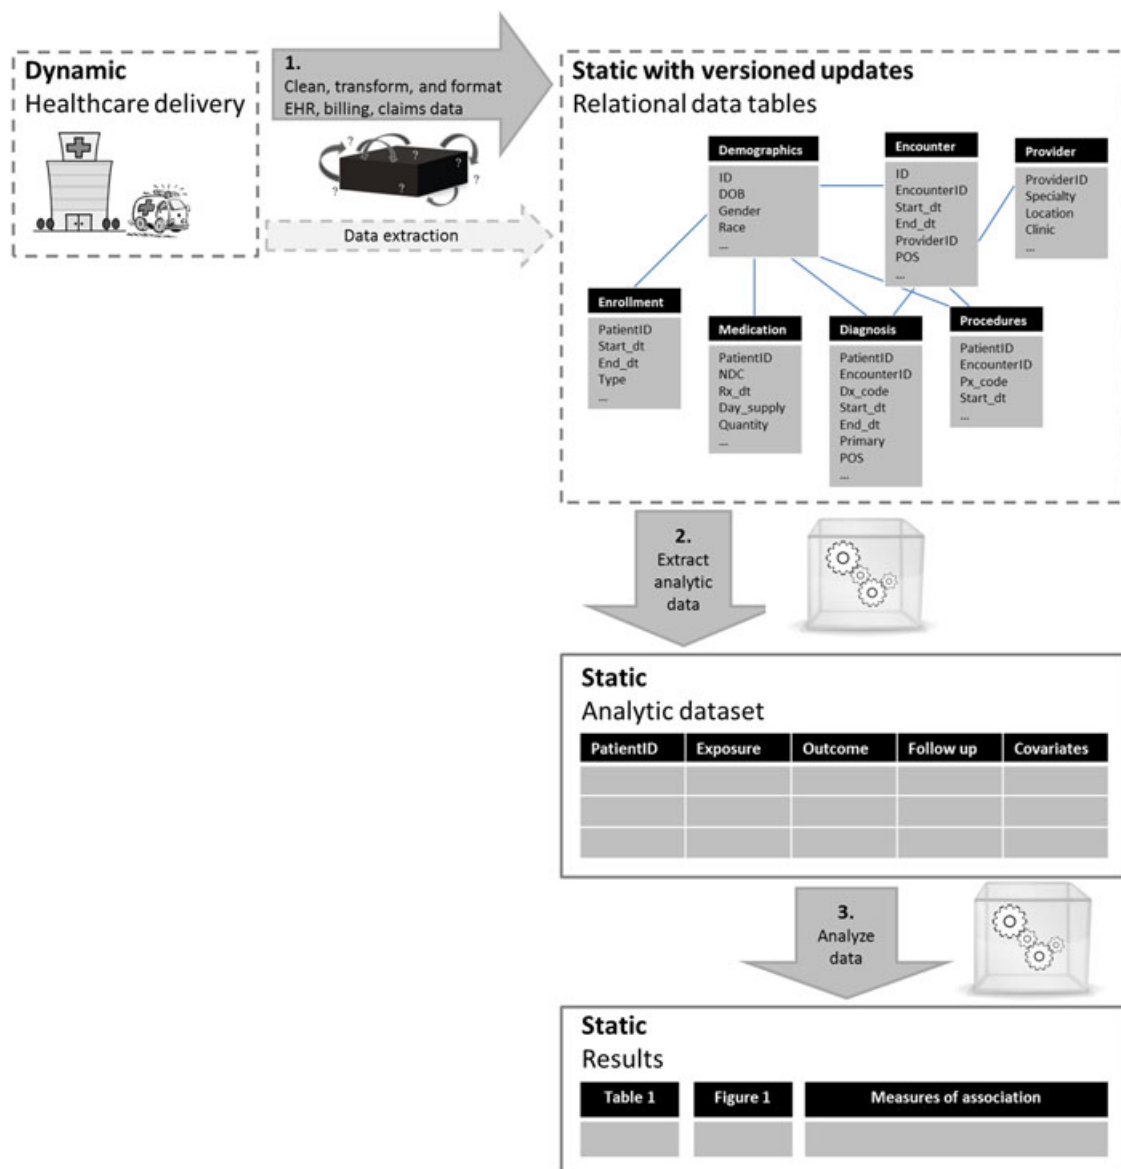 Dynamic
Healthcare delivery
1.
Clean, transform, and format
EHR, billing, claims data
?
?
?
?
?
?
?
Data extraction
Static with versioned updates
Relational data tables
Demographics
ID
DOB
Gender
Race
...
Encounter
ID
EncounterID
Start_dt
End_dt
ProviderID
POS
...
Provider
ProviderID
Specialty
Location
Clinic
...
Enrollment
PatientID
Start_dt
End_dt
Type
...
Medication
PatientID
NDC
Rx_dt
Day_supply
Quantity
...
Diagnosis
PatientID
EncounterID
Dx_code
Start_dt
End_dt
Primary
POS
...
Procedures
PatientID
EncounterID
Px_code
Start_dt
...
2.
Extract
analytic
data
Static
Analytic dataset
PatientID Exposure Outcome Follow up Covariates
3.
Analyze
data
Static
Results
Table 1 Figure 1 Measures of association